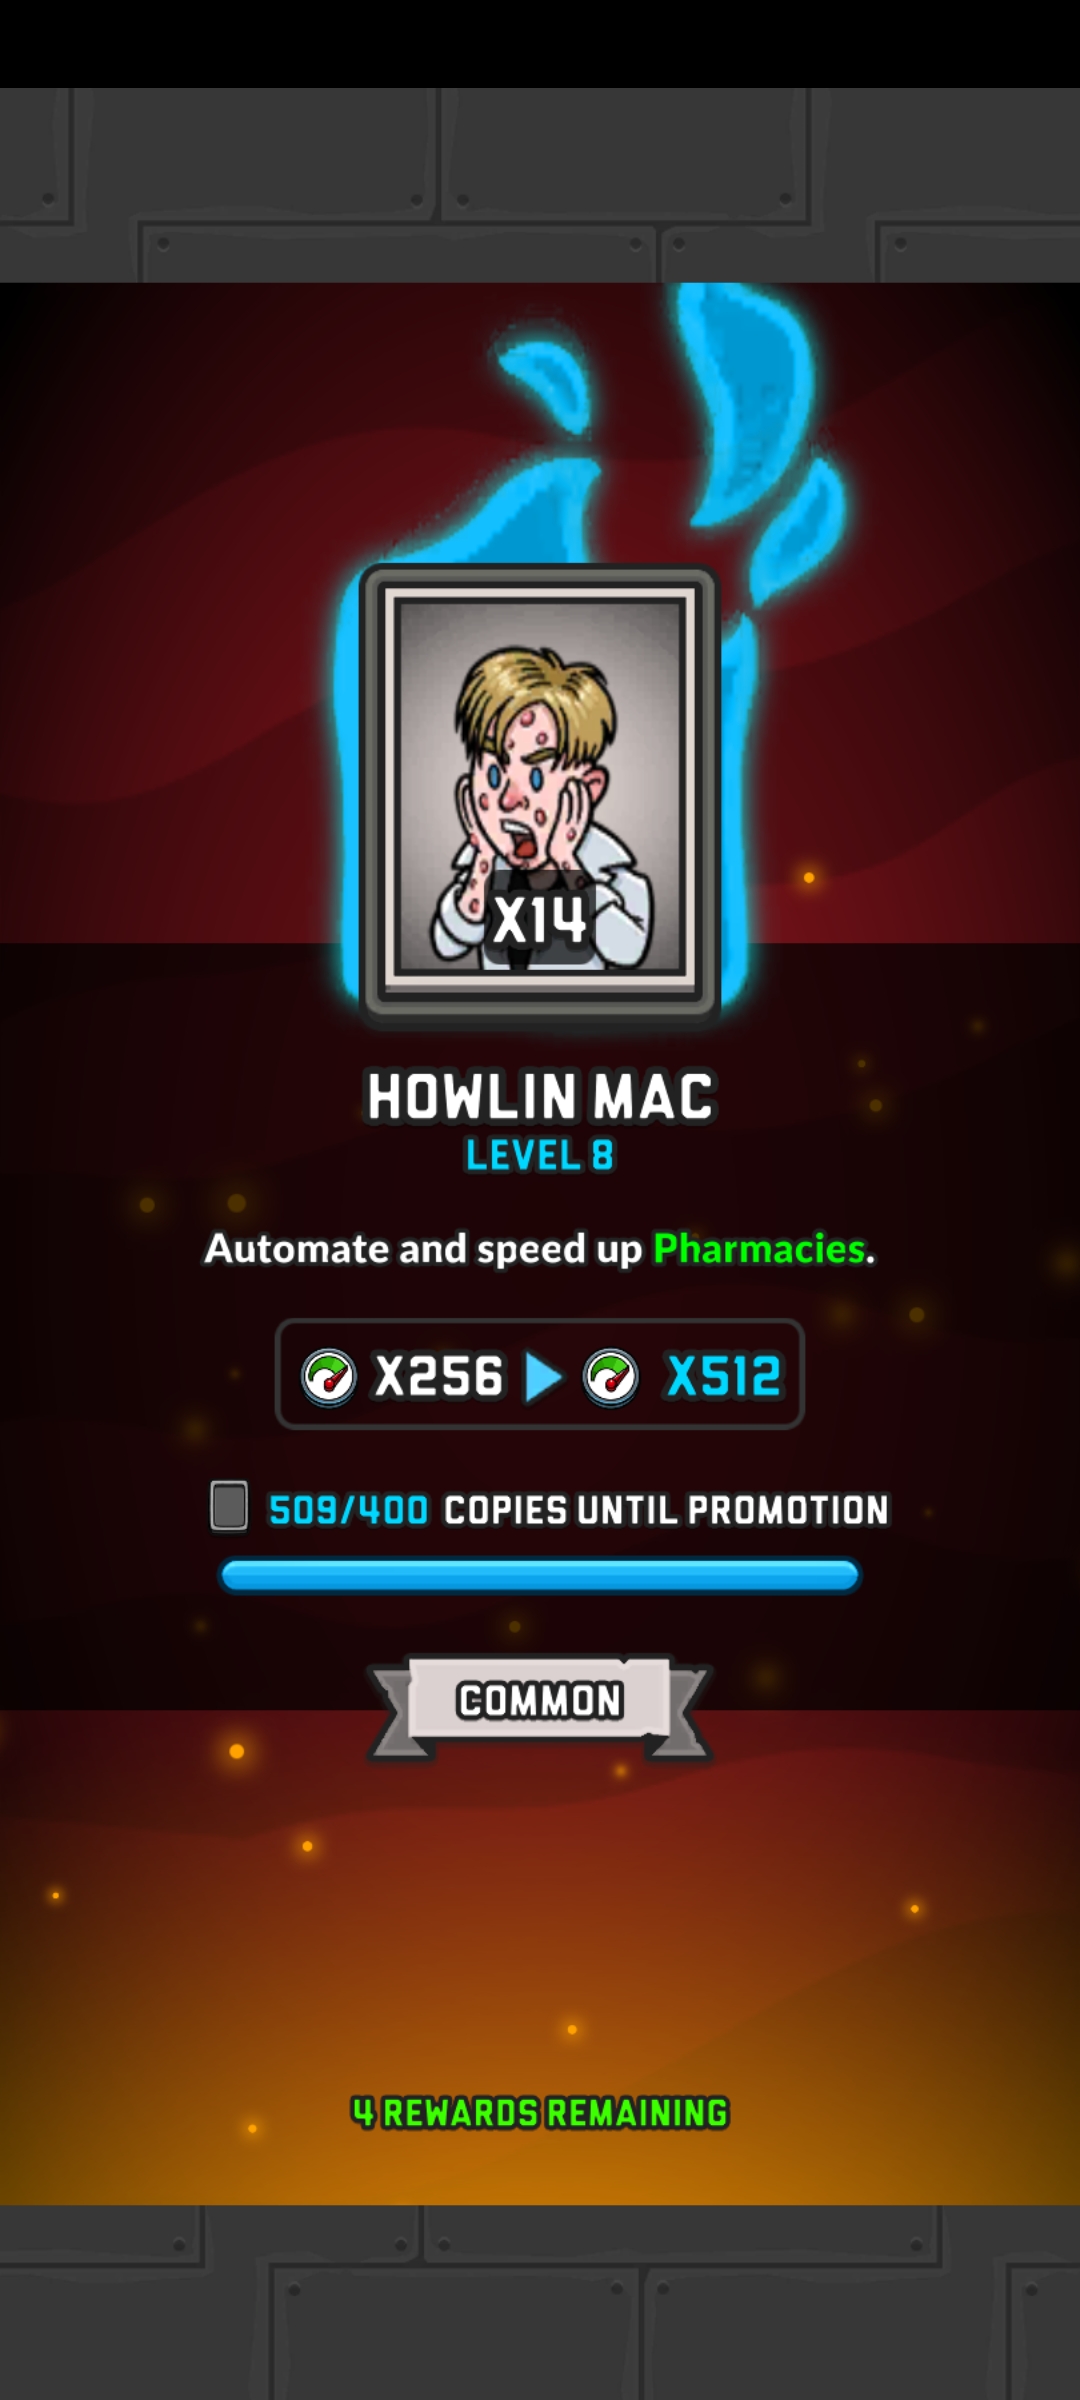 X14
HOWLIN MAC
LEVEL 8
Automate and speed up Pharmacies.
X256 X512
509/400 COPIES UNTIL PROMOTION
COMMON
4 REWARDS REMAINING